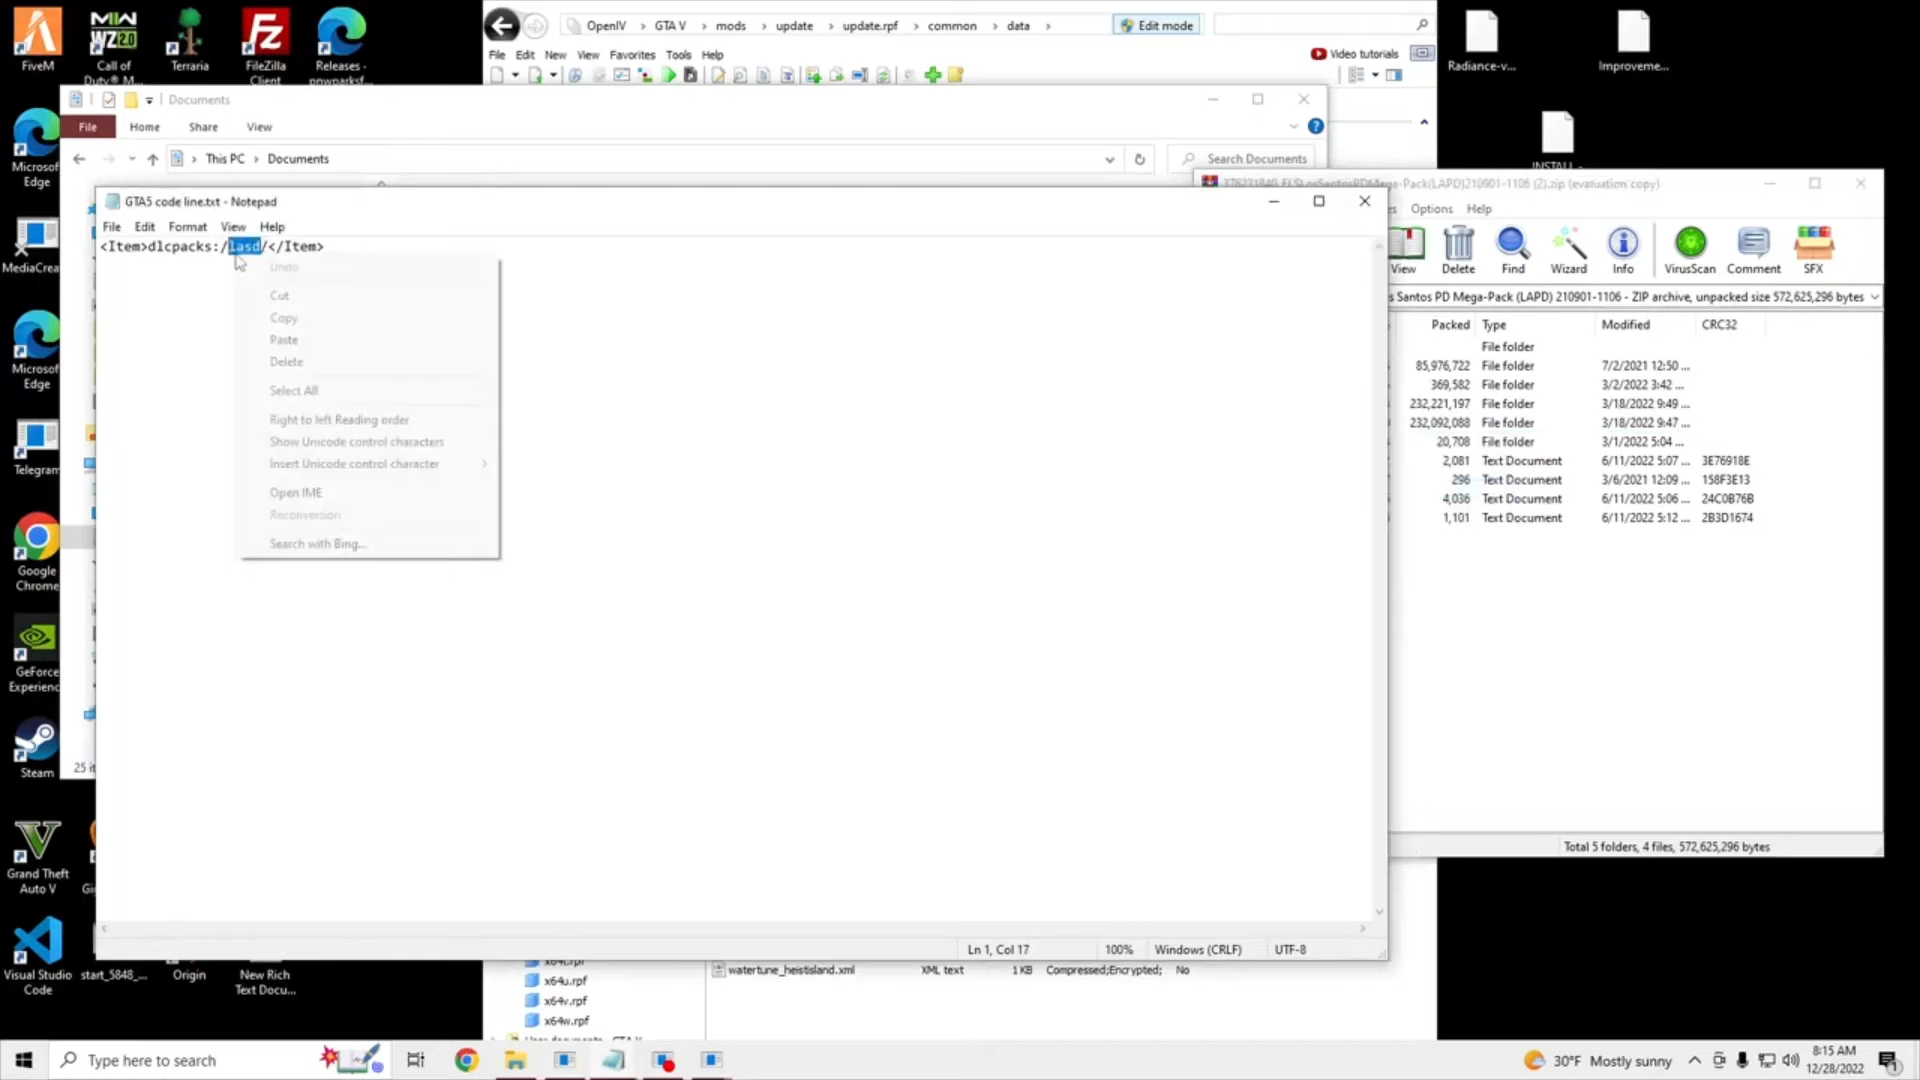 FiveM
Call of
Duty® M...
Terraria
FileZilla
Client
Releases -
pnwparksf...
Microsof
Edge
MediaCrea
Microsof
Edge
Telegram
Google
Chrome
GeForce
Experienc
Steam
Grand Theft
Auto V
Visual Studio
Code
start_5848_...
Origin
New Rich
Text Docu...
OpenIV > GTA V > mods > update > update.rpf > common > data >
Edit mode
File Edit New View Favorites Tools Help
Video tutorials
Radiance-v...
Improveme...
INSTALL -
Documents
File Home Share View
This PC > Documents
Search Documents
GTA5 code line.txt - Notepad
File Edit Format View Help
<Item>dlcpacks:/lasd/</Item>
Undo
Cut
Copy
Paste
Delete
Select All
Right to left Reading order
Show Unicode control characters
Insert Unicode control character
Open IME
Reconversion
Search with Bing...
Ln 1, Col 17
100%
Windows (CRLF)
UTF-8
25 it
(2).zip (evaluation copy)
Options Help
View Delete Find Wizard Info VirusScan Comment SFX
s Santos PD Mega-Pack (LAPD) 210901-1106 - ZIP archive, unpacked size 572,625,296 bytes
Packed Type Modified CRC32
File folder
85,976,722 File folder 7/2/2021 12:50 ...
369,582 File folder 3/2/2022 3:42 ...
232,221,197 File folder 3/18/2022 9:49 ...
232,092,088 File folder 3/18/2022 9:47 ...
20,708 File folder 3/1/2022 5:04 ...
2,081 Text Document 6/11/2022 5:07 ... 3E76918E
296 Text Document 3/6/2021 12:09 ... 158F3E13
4,036 Text Document 6/11/2022 5:06 ... 24C0B76B
1,101 Text Document 6/11/2022 5:12 ... 2B3D1674
Total 5 folders, 4 files, 572,625,296 bytes
x64u.rpf
x64v.rpf
x64w.rpf
watertune_heistisland.xml XML text 1 KB Compressed;Encrypted; No
Type here to search
30°F Mostly sunny
8:15 AM
12/28/2022